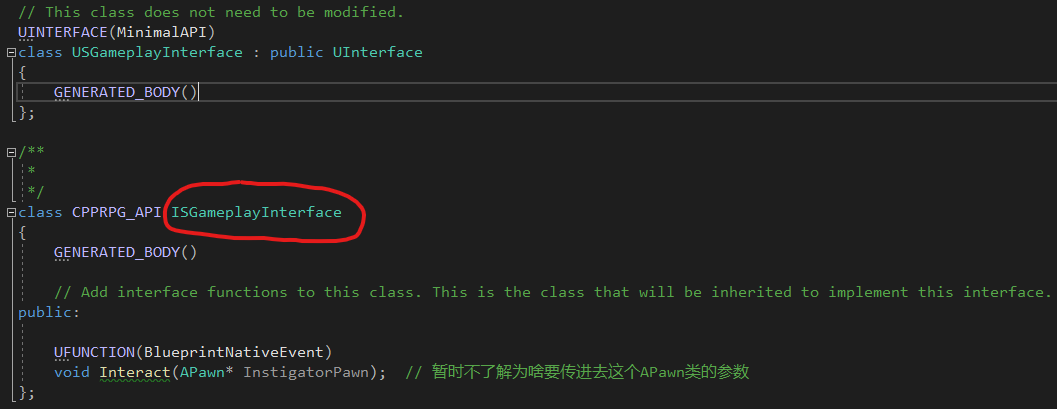 // This class does not need to be modified.
UINTERFACE(MinimalAPI)
class USGameplayInterface : public UInterface
{
GENERATED_BODY()
};
/**
*
*/
class CPPRPG_API ISGameplayInterface
{
GENERATED_BODY()
// Add interface functions to this class. This is the class that will be inherited to implement this interface.
public:
UFUNCTION(BlueprintNativeEvent)
void Interact(APawn* InstigatorPawn);  // 暂时不了解为啥要传进去这个APawn类的参数
};